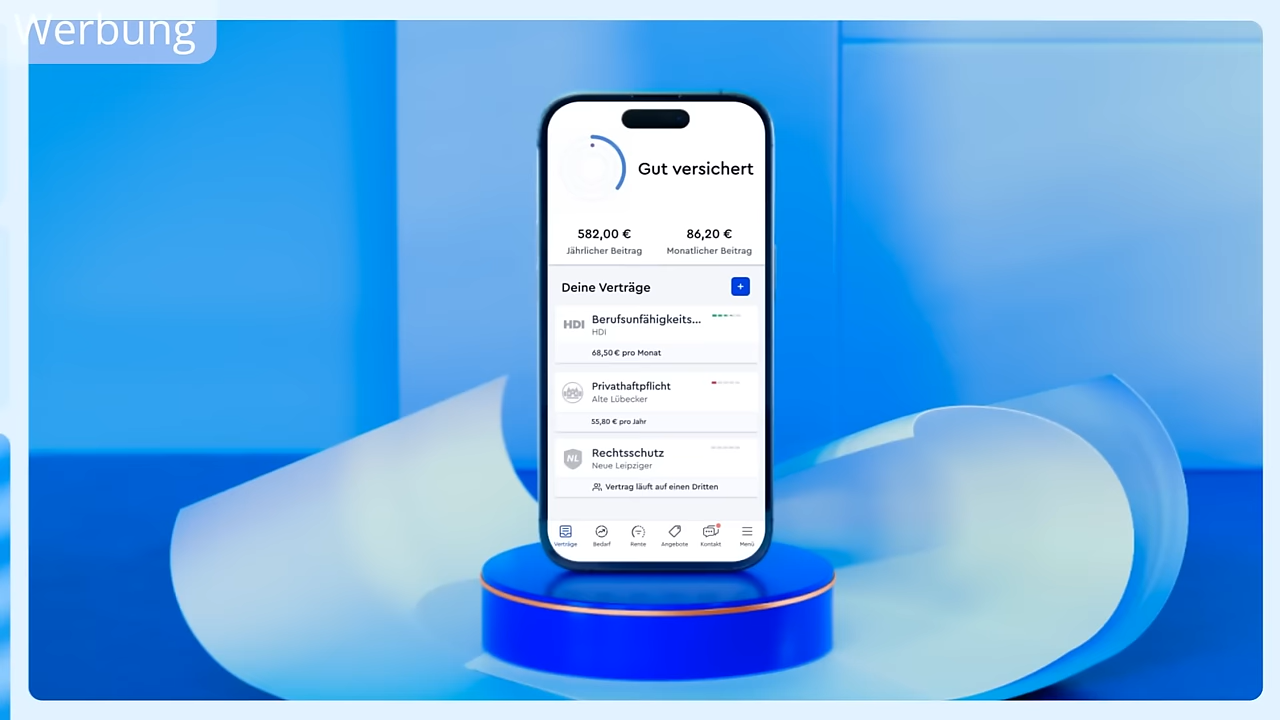 Werbung
Gut versichert
582,00 €
86,20 €
Jährlicher Beitrag
Monatlicher Beitrag
Deine Verträge
+
HDI
Berufsunfähigkeits...
HDI
68,50 € pro Monat
Privathaftpflicht
Alte Lübecker
55,80 € pro Jahr
NL
Rechtsschutz
Neue Leipziger
Vertrag läuft auf einen Dritten
Verträge
Bedarf
Rente
Angebote
Kontakt
Menü